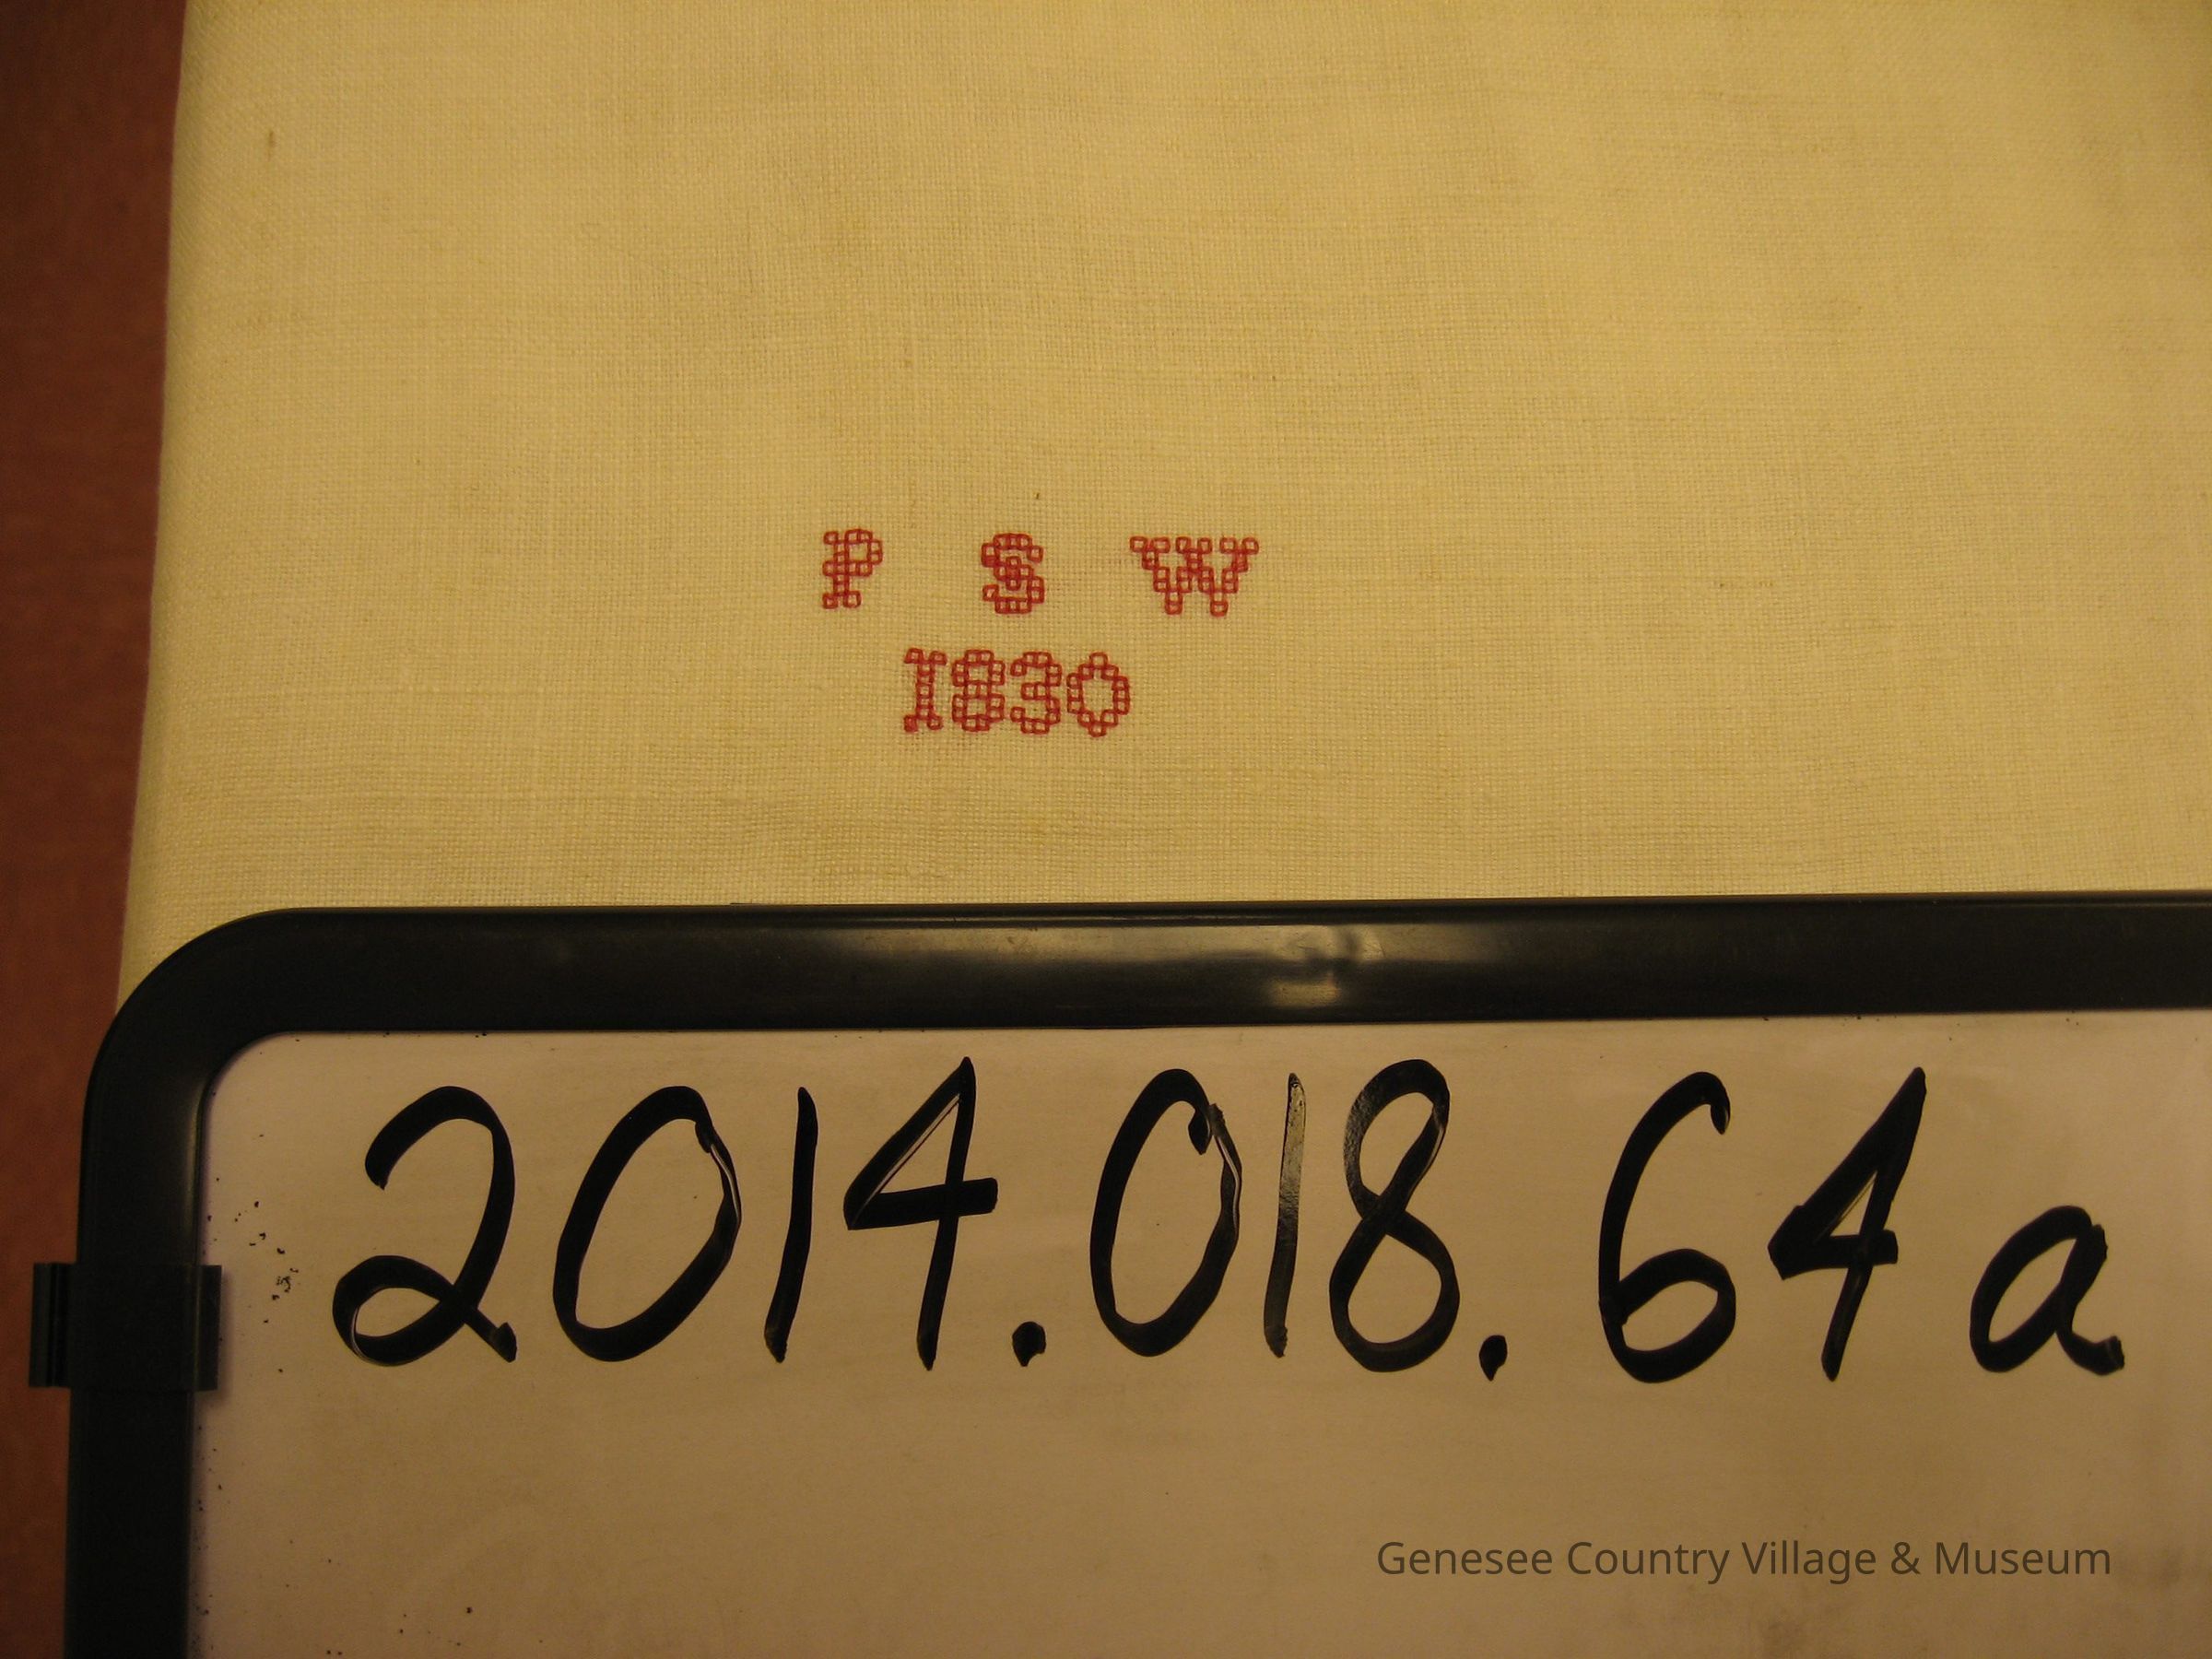 P S W
1830
2014.018.64a
Genesee Country Village & Museum